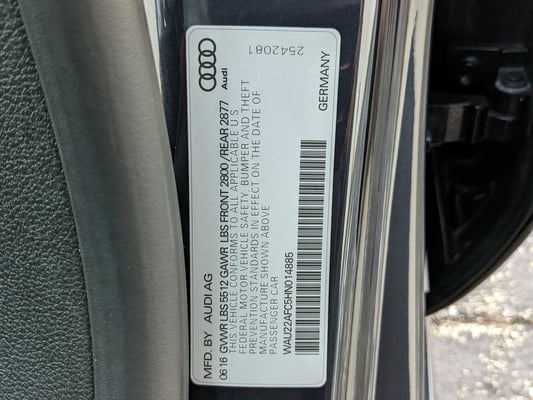 MFD. BY AUDI AG
06 16 GVWR LBS 5512 GAWR LBS FRONT 2800 /REAR 2877
THIS VEHICLE CONFORMS TO ALL APPLICABLE U.S.
FEDERAL MOTOR VEHICLE SAFETY, BUMPER AND THEFT
PREVENTION STANDARDS IN EFFECT ON THE DATE OF
MANUFACTURE SHOWN ABOVE
PASSENGER CAR
WAU22AFC5HN014885
Audi
2542081
GERMANY